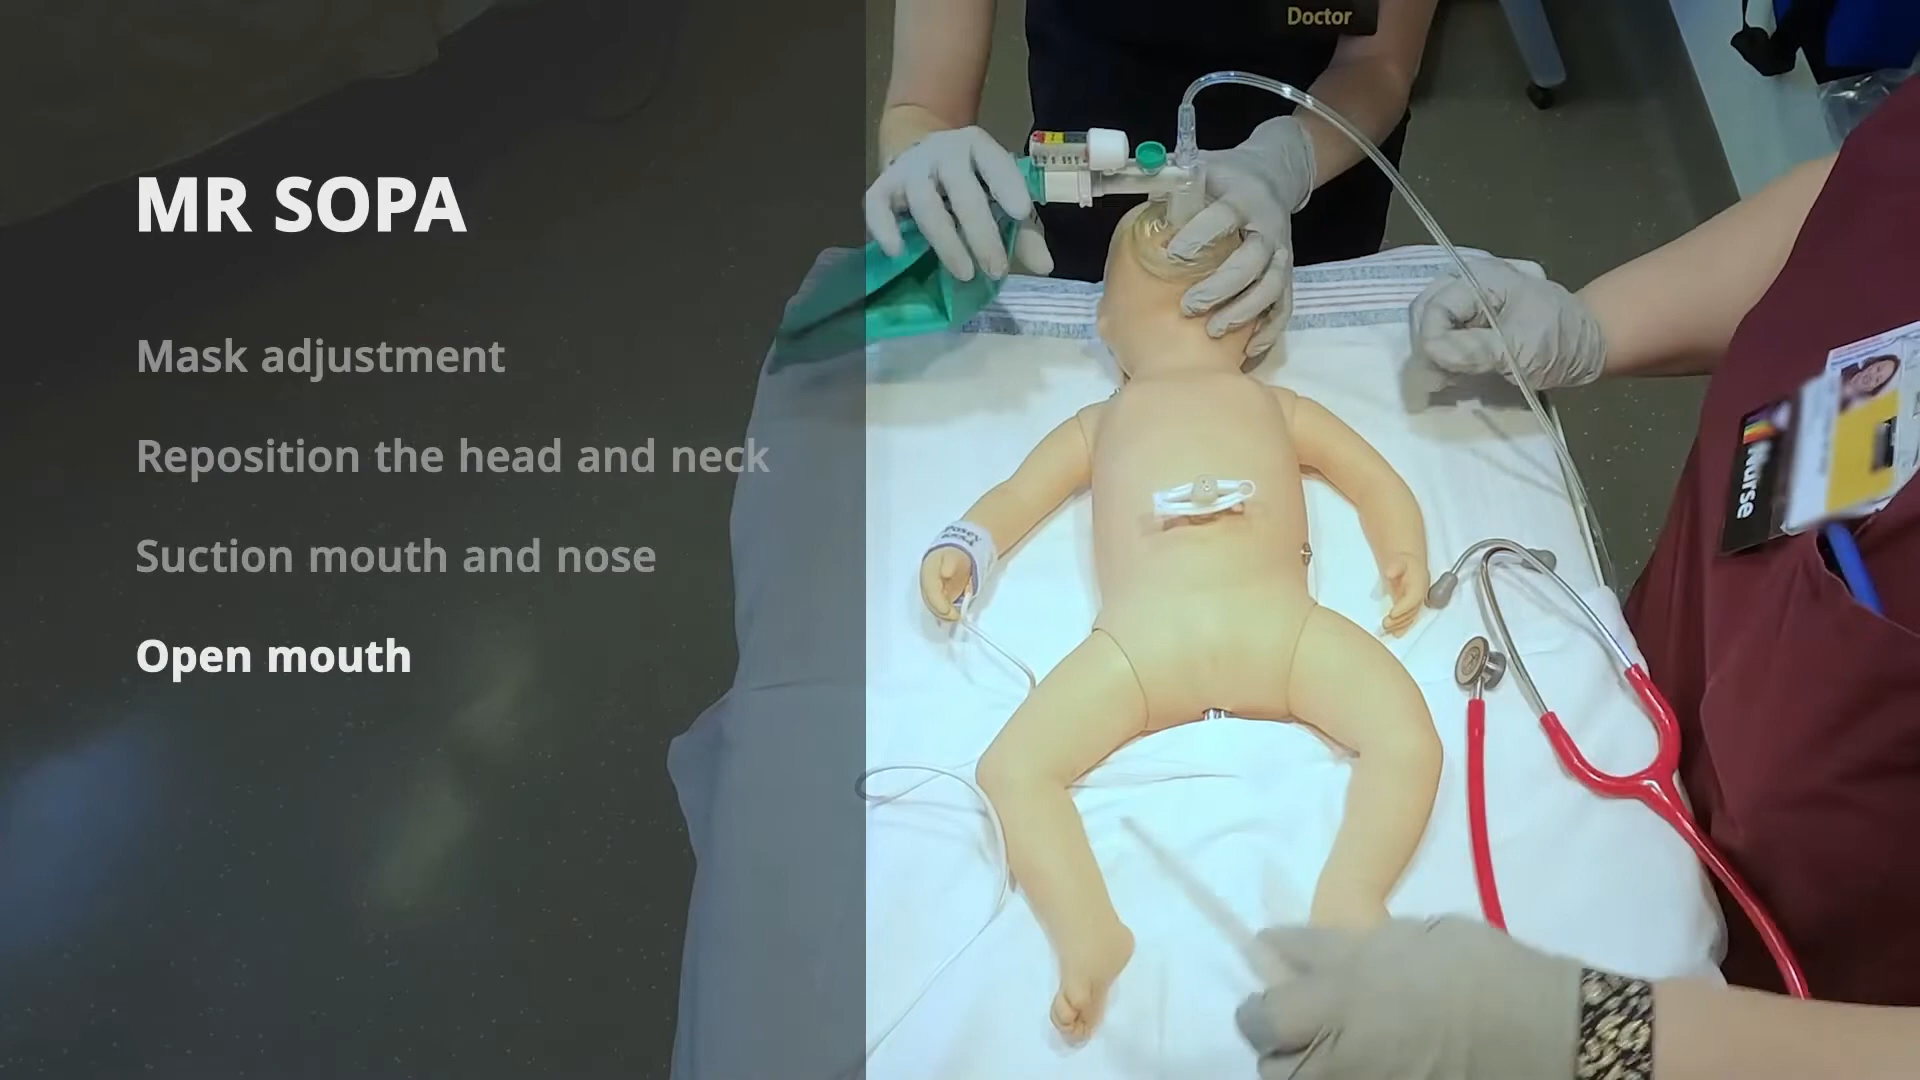 Doctor
MR SOPA
Mask adjustment
Reposition the head and neck
Suction mouth and nose
Open mouth
Nurse